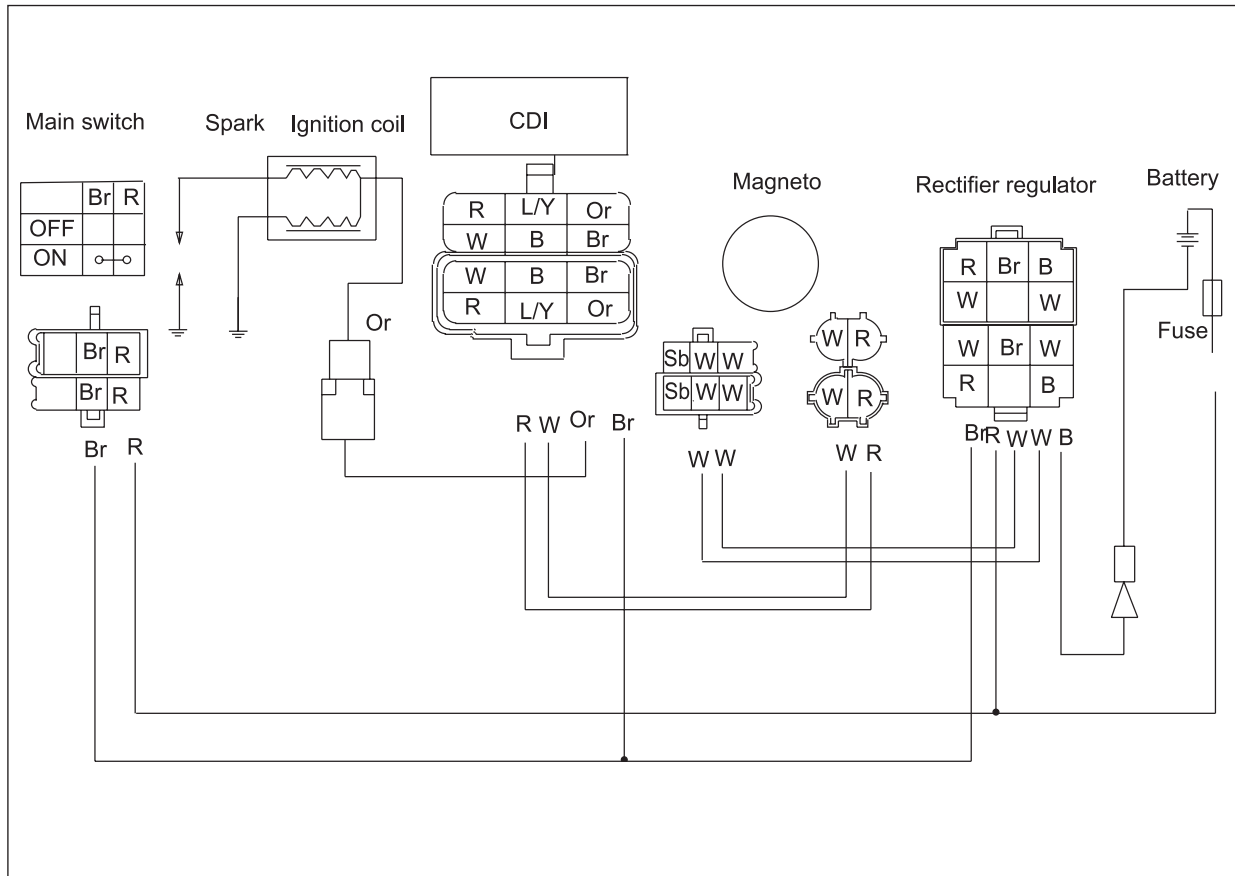 CDI
Main switch
Spark
Ignition coil
Magneto
Rectifier regulator
Battery
Br R
OFF
ON
R L/Y Or
W B Br
W B Br
R L/Y Or
R Br B
W W
W Br W
R B
Fuse
Or
Br R
Br R
Sb W W
Sb W W
W R
W R
Br R
R W Or Br
W W
W R
Br R W W B